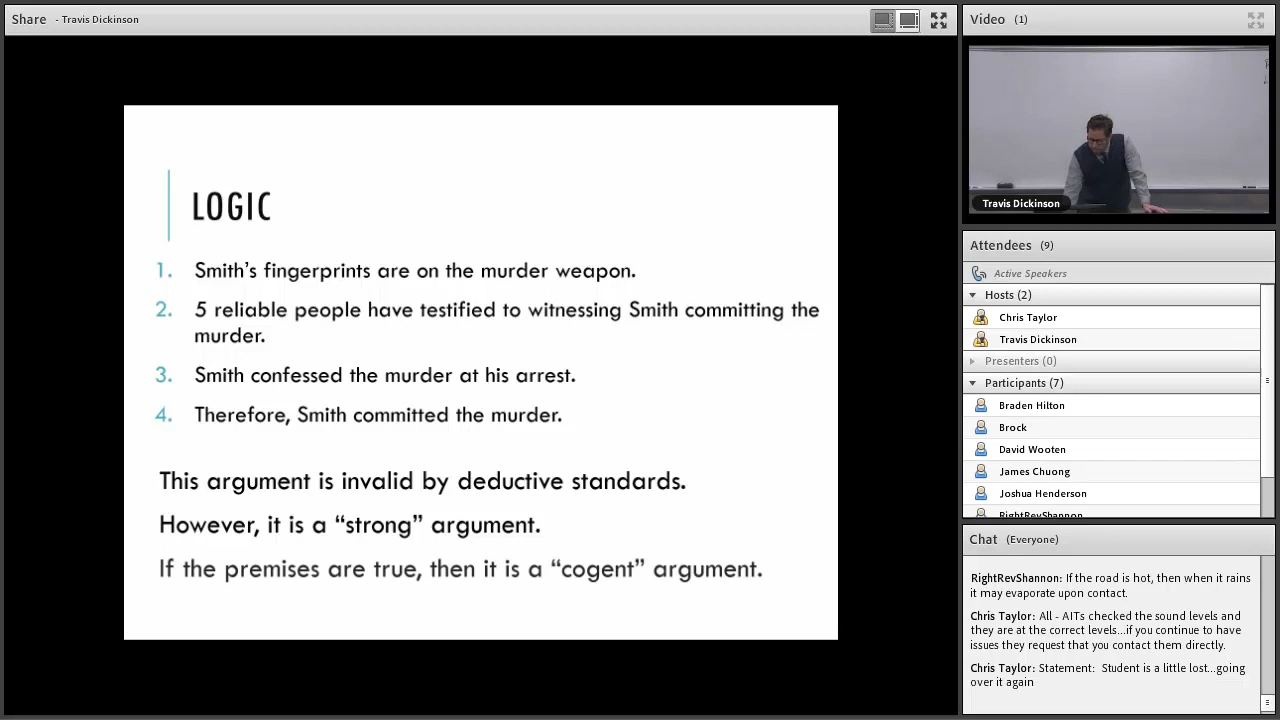 Share - Travis Dickinson
LOGIC
1. Smith's fingerprints are on the murder weapon.
2. 5 reliable people have testified to witnessing Smith committing the
murder.
3. Smith confessed the murder at his arrest.
4. Therefore, Smith committed the murder.
This argument is invalid by deductive standards.
However, it is a “strong” argument.
If the premises are true, then it is a “cogent” argument.
Video (1)
Travis Dickinson
Attendees (9)
Active Speakers
Hosts (2)
Chris Taylor
Travis Dickinson
Presenters (0)
Participants (7)
Braden Hilton
Brock
David Wooten
James Chuong
Joshua Henderson
RightRevShannon
Chat (Everyone)
RightRevShannon: If the road is hot, then when it rains
it may evaporate upon contact.
Chris Taylor: All - AITs checked the sound levels and
they are at the correct levels...if you continue to have
issues they request that you contact them directly.
Chris Taylor: Statement: Student is a little lost...going
over it again